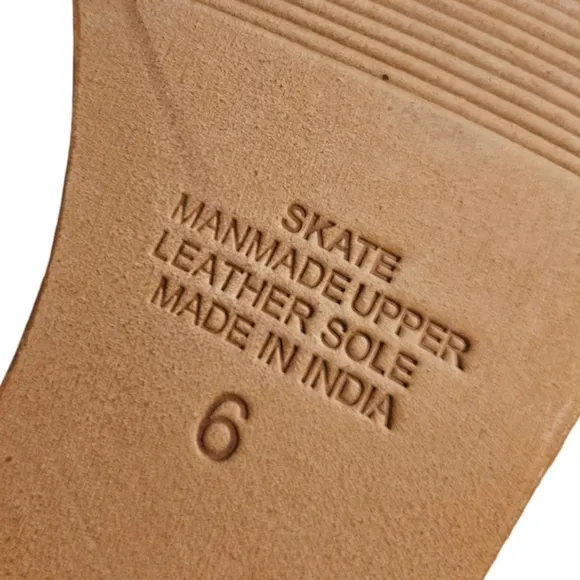 SKATE
MANMADE UPPER
LEATHER SOLE
MADE IN INDIA
6